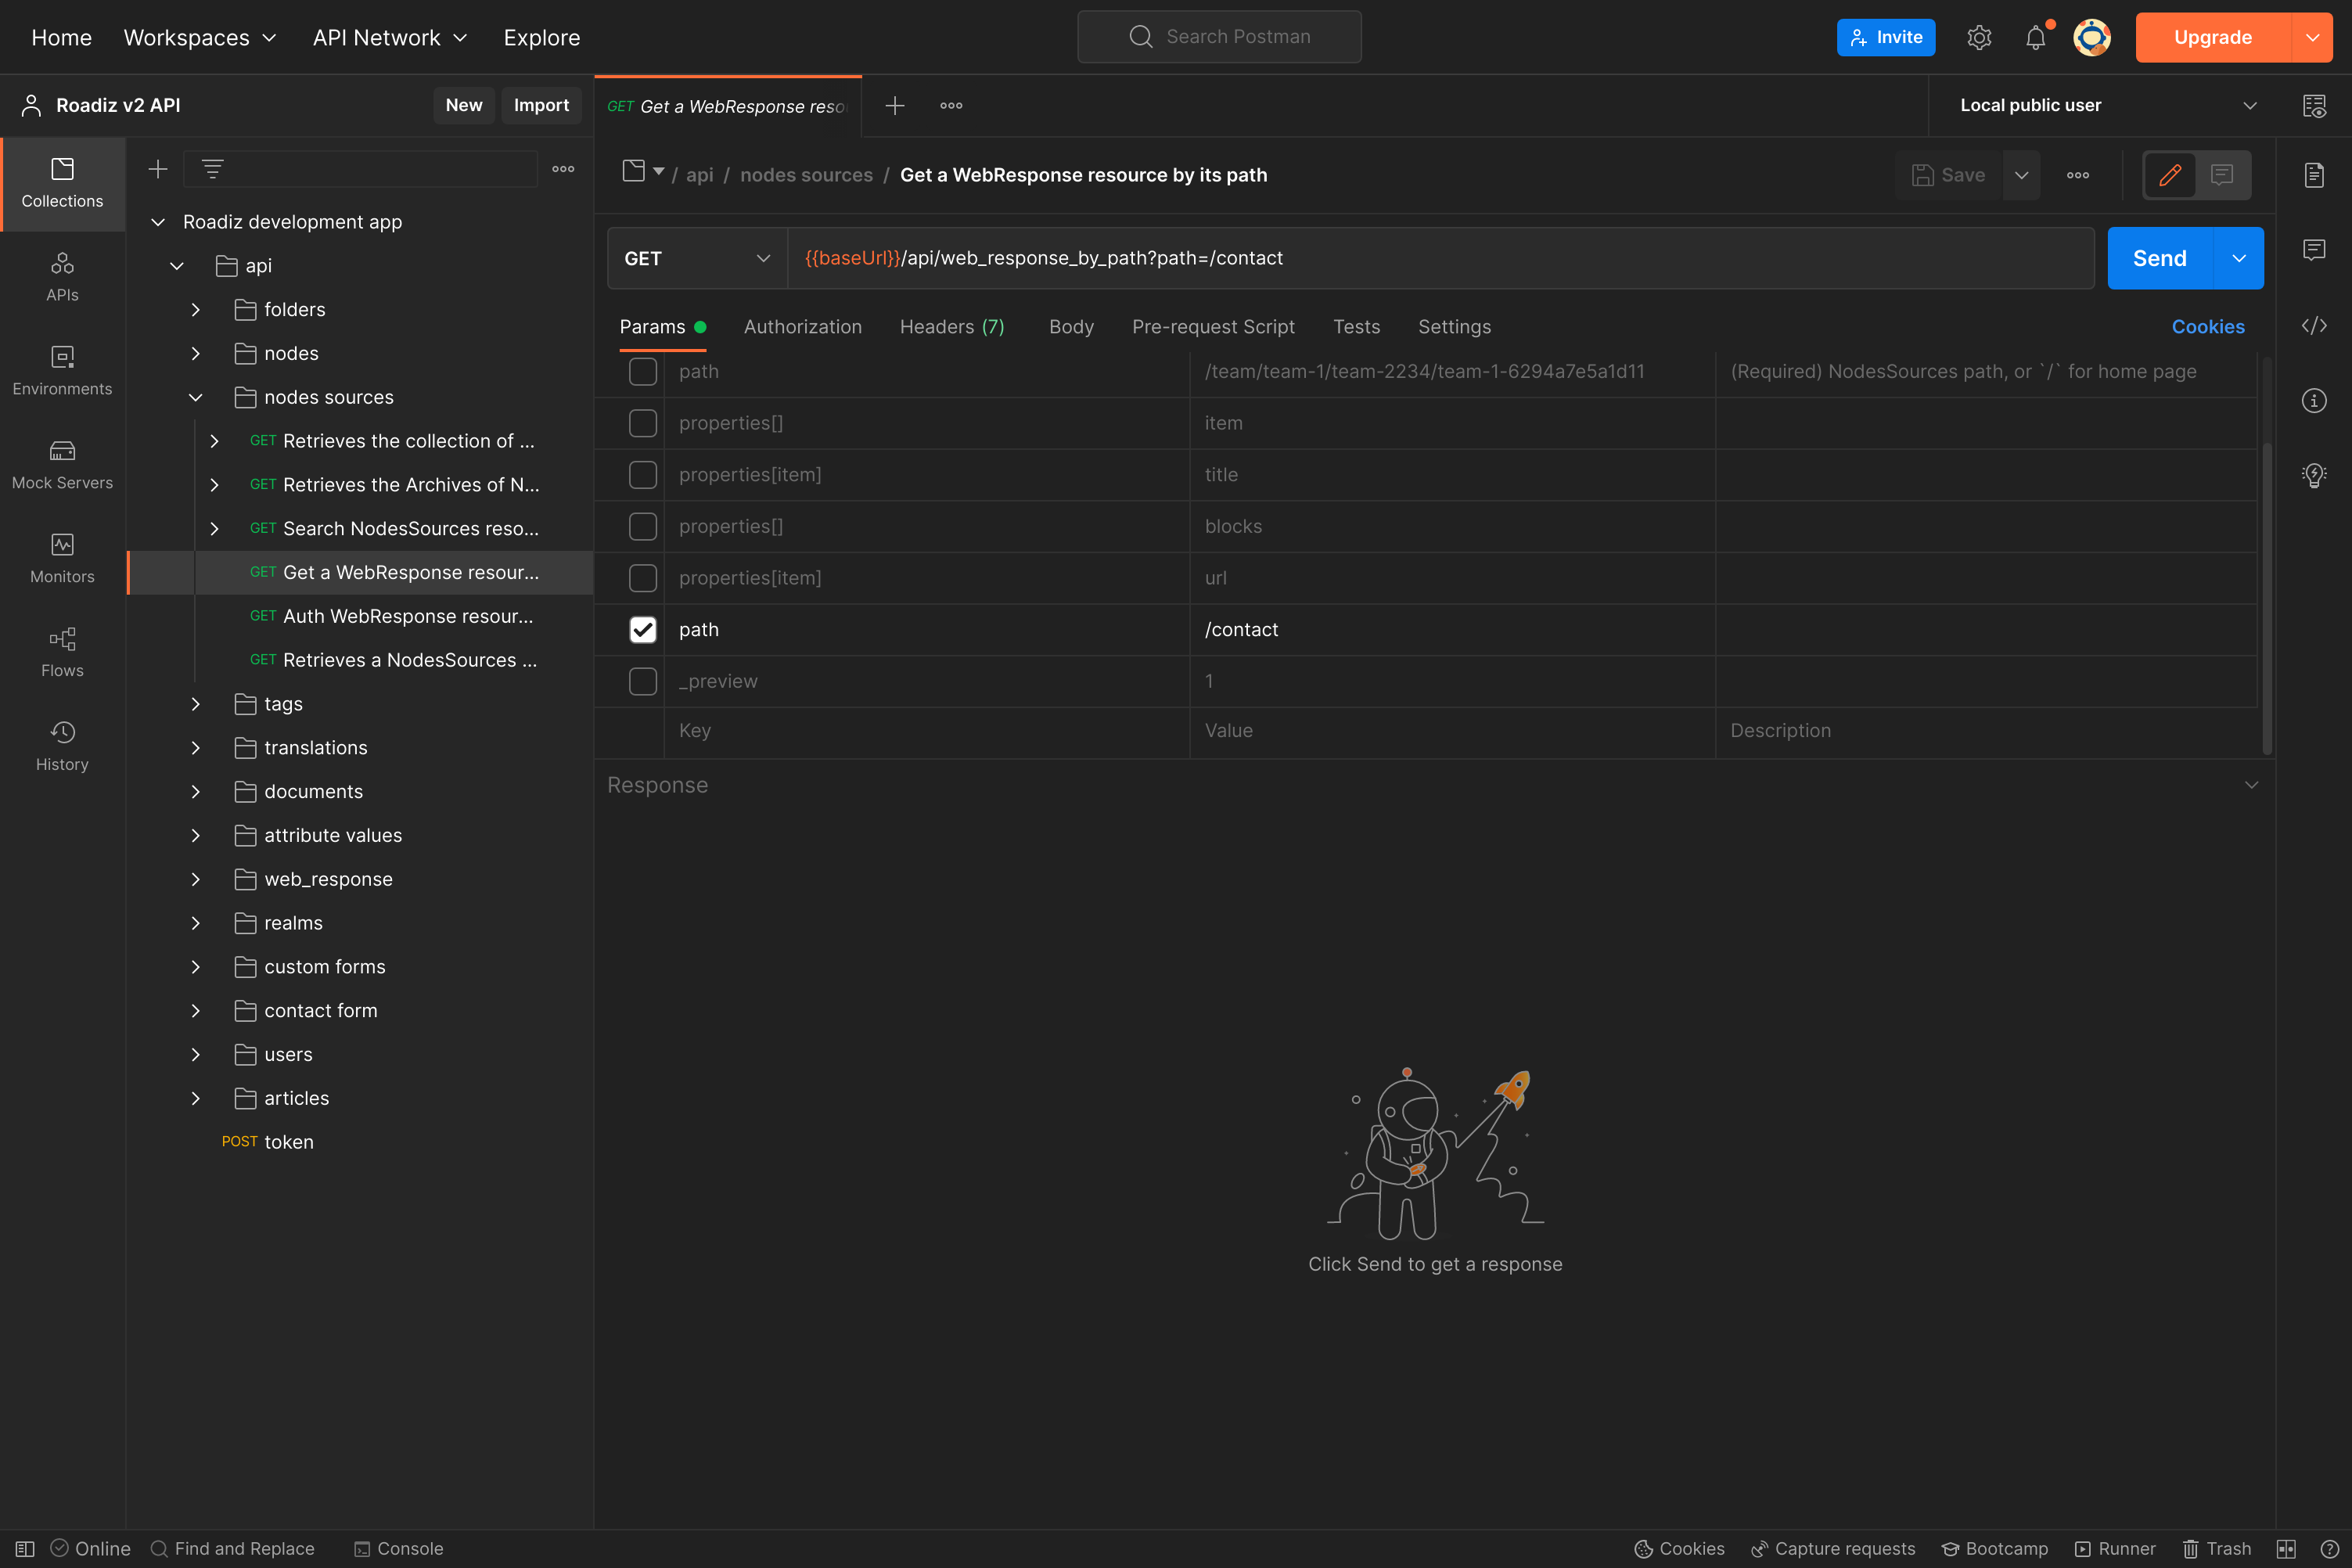 Home
Workspaces
API Network
Explore
Search Postman
Invite
Upgrade
Roadiz v2 API
New
Import
GET Get a WebResponse reso
Local public user
Collections
APIs
Environments
Mock Servers
Monitors
Flows
History
Roadiz development app
api
folders
nodes
nodes sources
GET Retrieves the collection of ...
GET Retrieves the Archives of N...
GET Search NodesSources reso...
GET Get a WebResponse resour...
GET Auth WebResponse resour...
GET Retrieves a NodesSources ...
tags
translations
documents
attribute values
web_response
realms
custom forms
contact form
users
articles
POST token
/ api / nodes sources / Get a WebResponse resource by its path
Save
GET
{{baseUrl}}/api/web_response_by_path?path=/contact
Send
Params
Authorization
Headers (7)
Body
Pre-request Script
Tests
Settings
Cookies
path /team/team-1/team-2234/team-1-6294a7e5a1d11 (Required) NodesSources path, or `/` for home page
properties[] item
properties[item] title
properties[] blocks
properties[item] url
path /contact
_preview 1
Key Value Description
Response
Click Send to get a response
Online
Find and Replace
Console
Cookies
Capture requests
Bootcamp
Runner
Trash